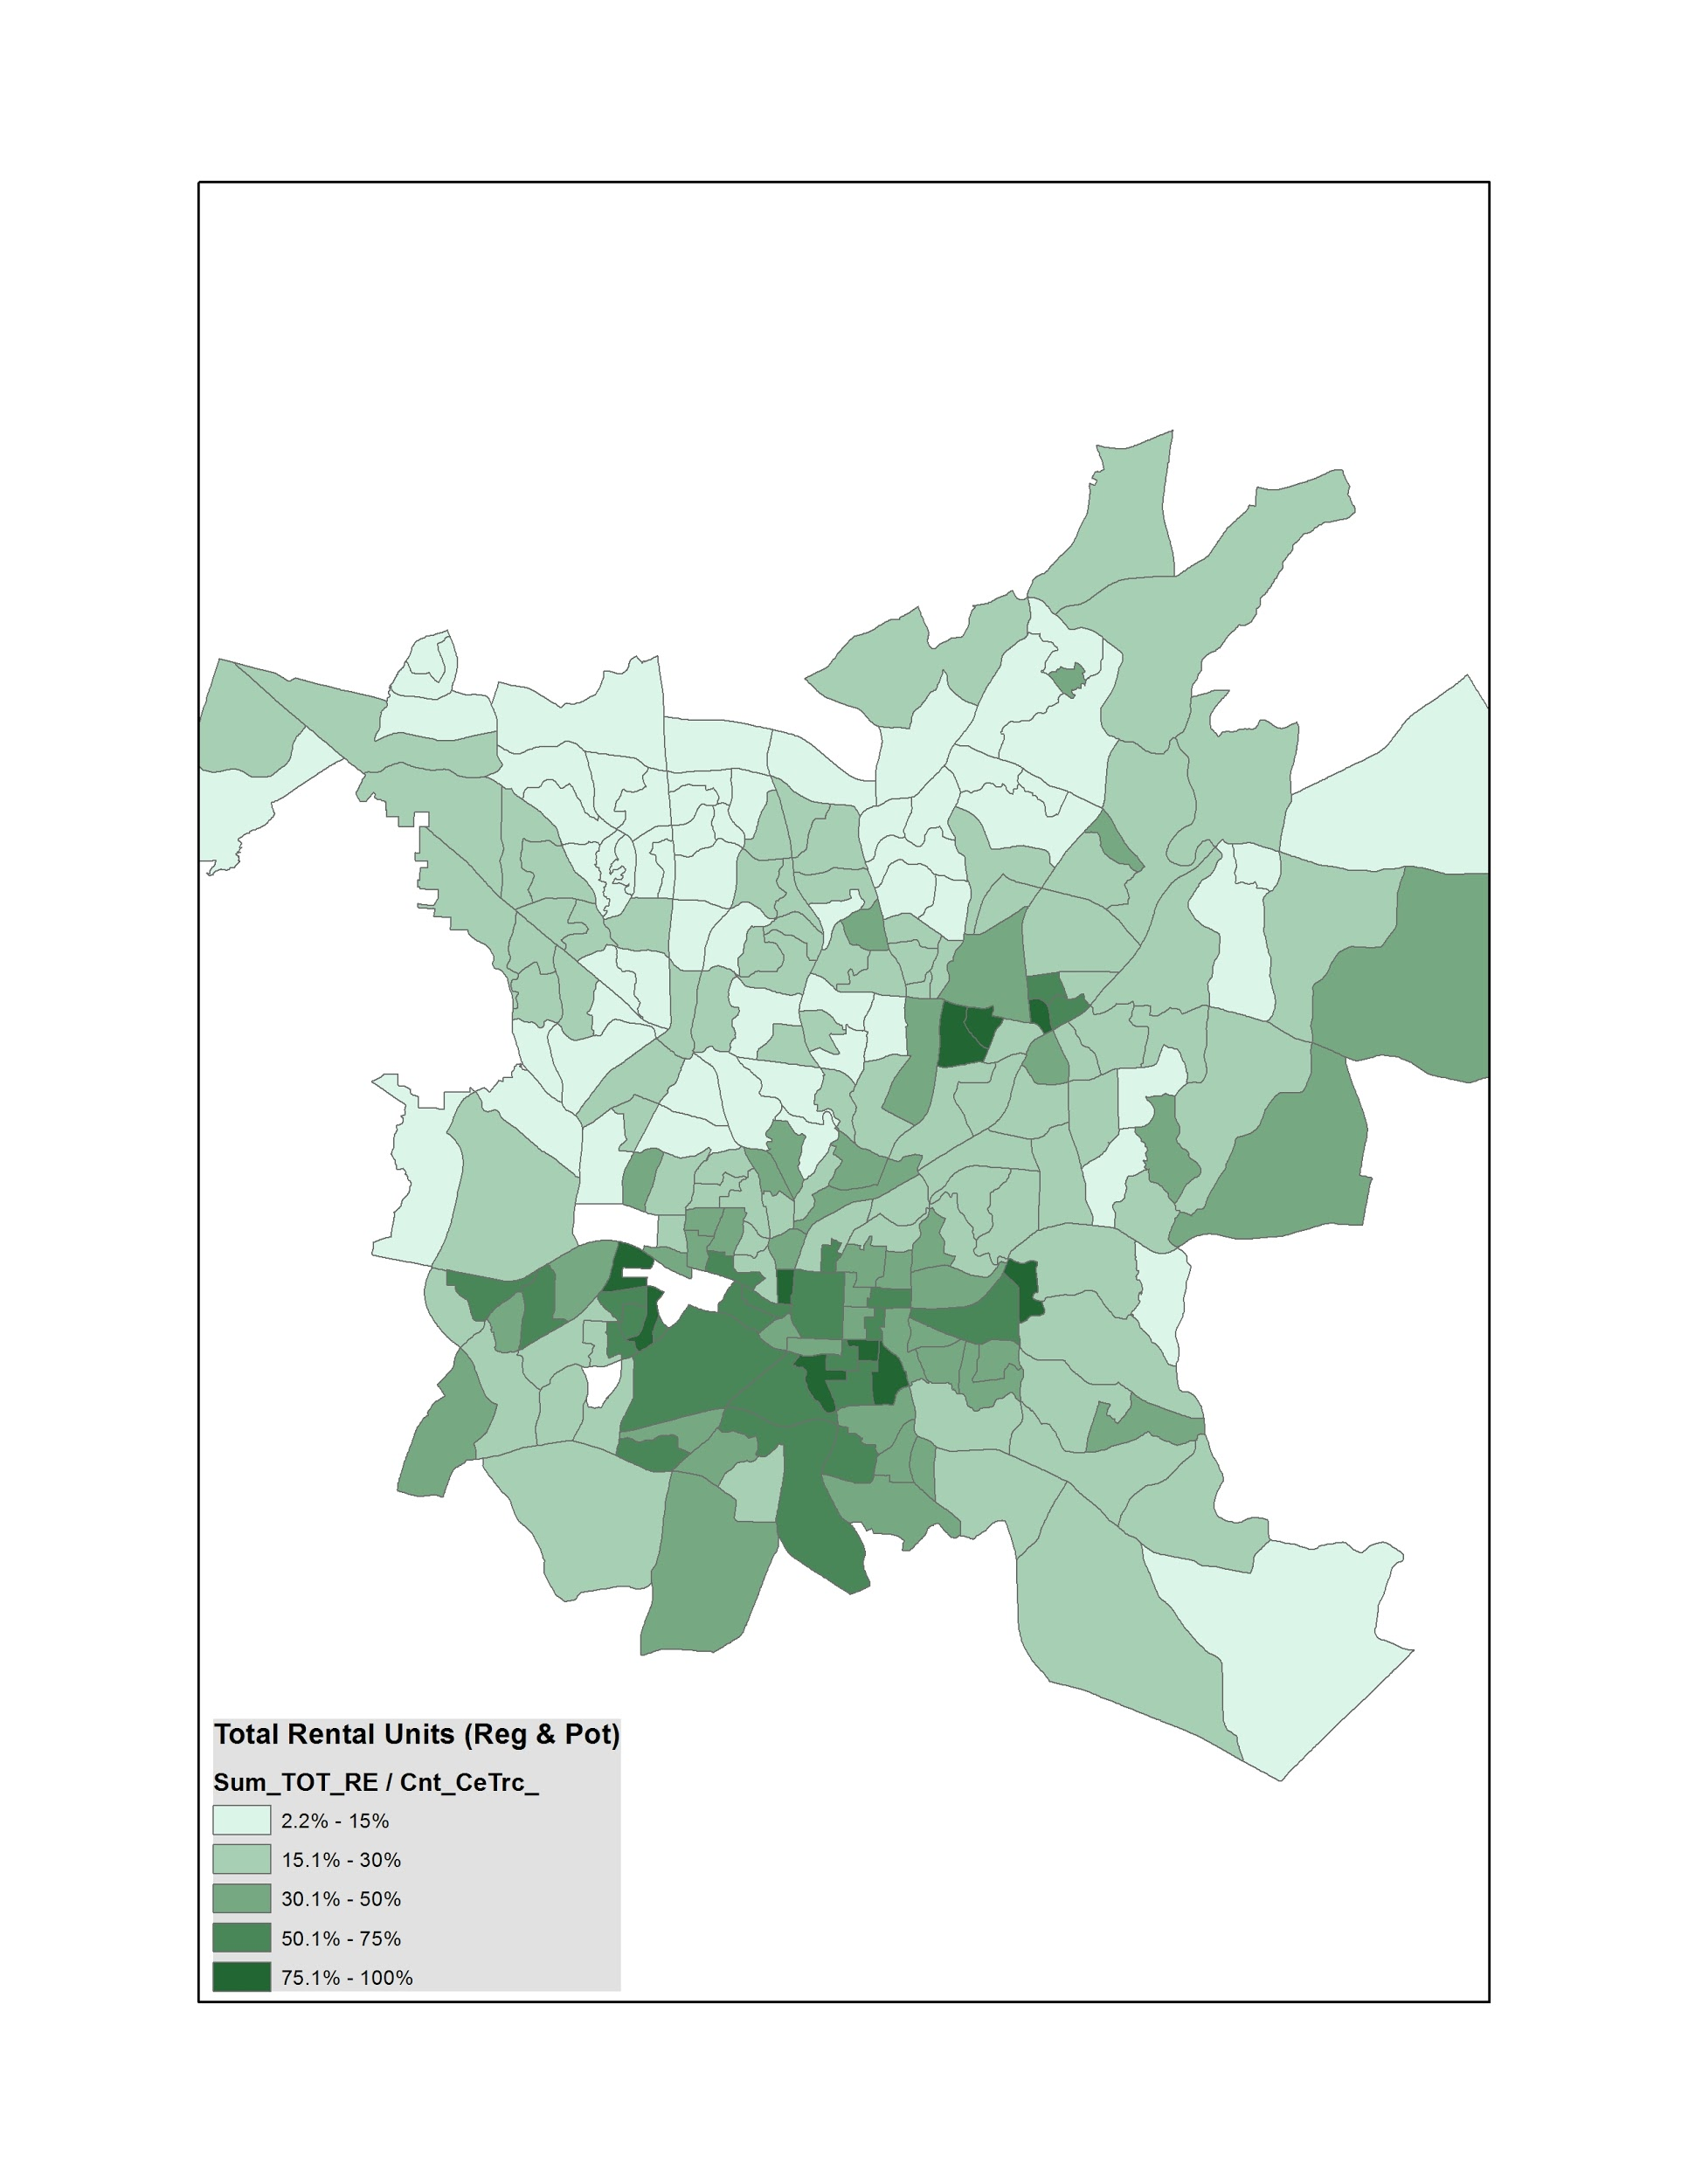 Total Rental Units (Reg & Pot)
Sum_TOT_RE / Cnt_CeTrc_
2.2% - 15%
15.1% - 30%
30.1% - 50%
50.1% - 75%
75.1% - 100%